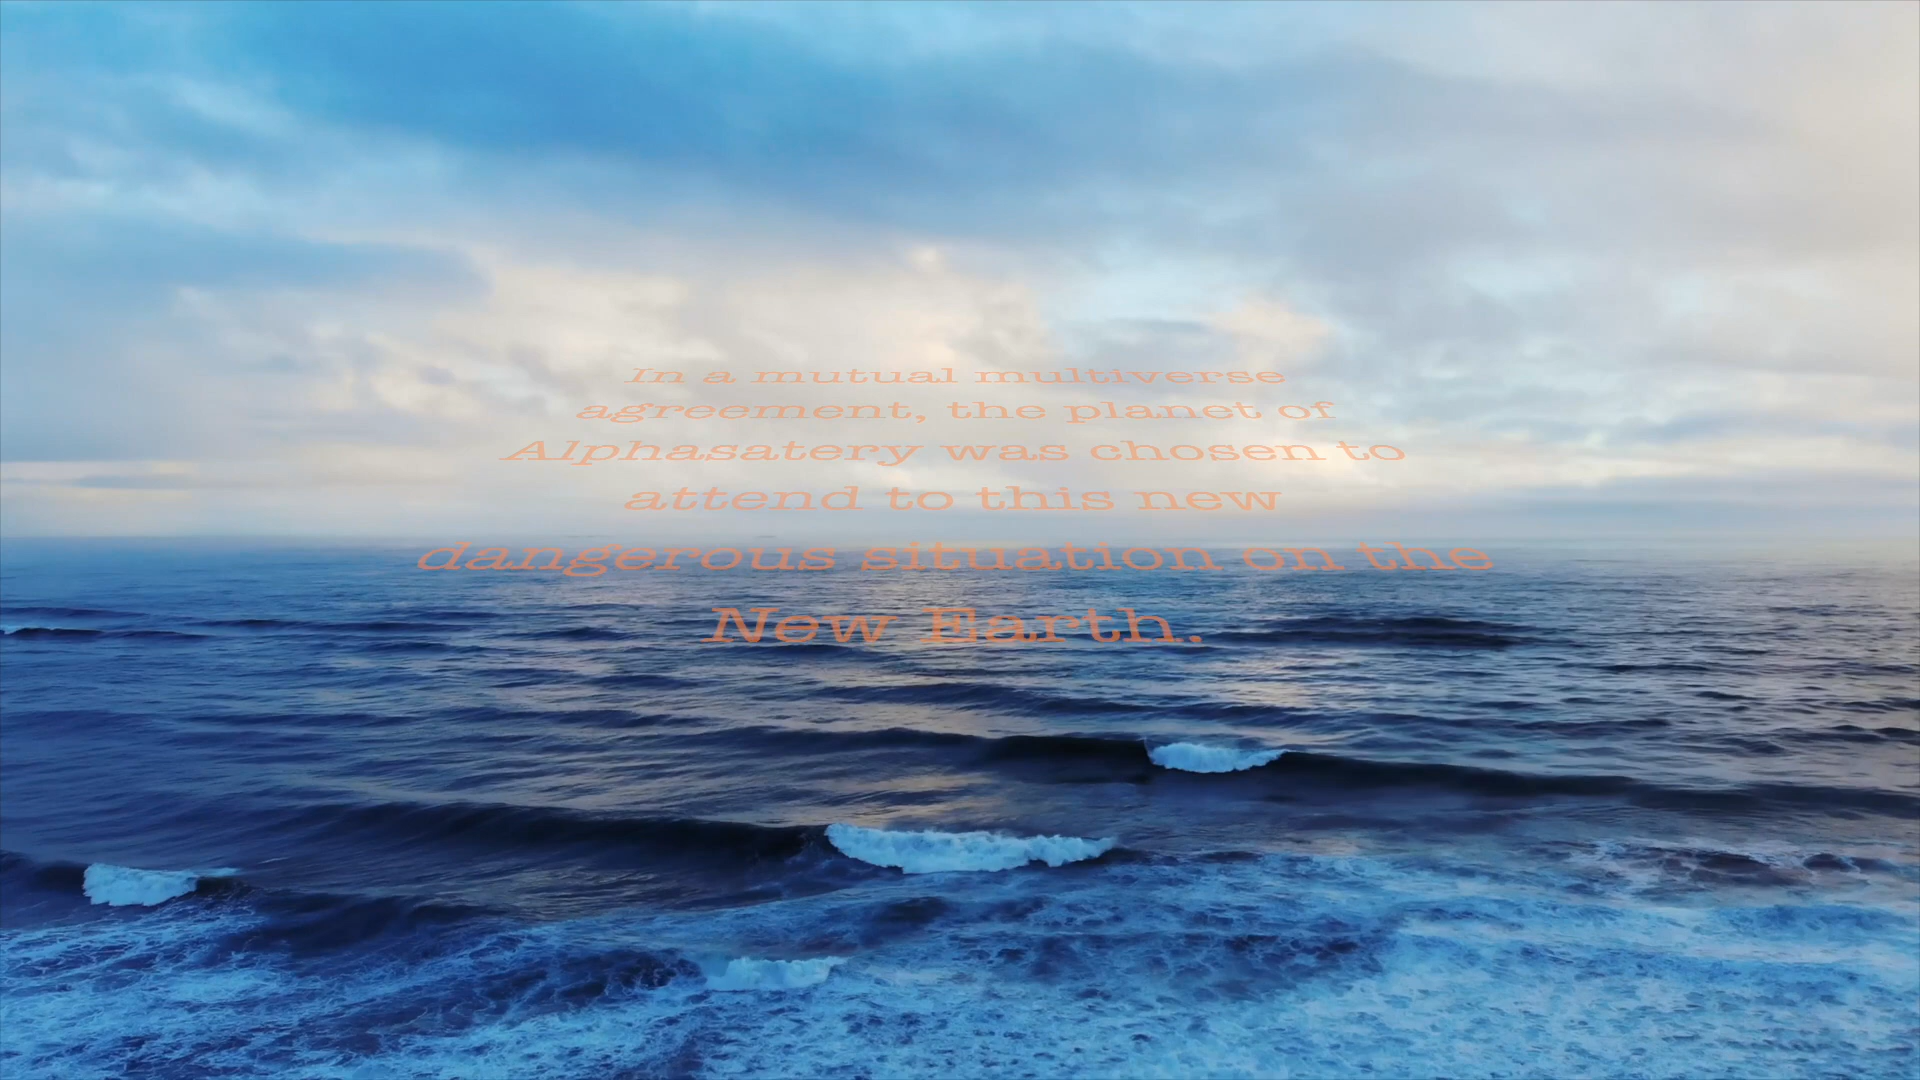 In a mutual multiverse
agreement, the planet of
Alphasatery was chosen to
attend to this new
dangerous situation on the
New Earth.